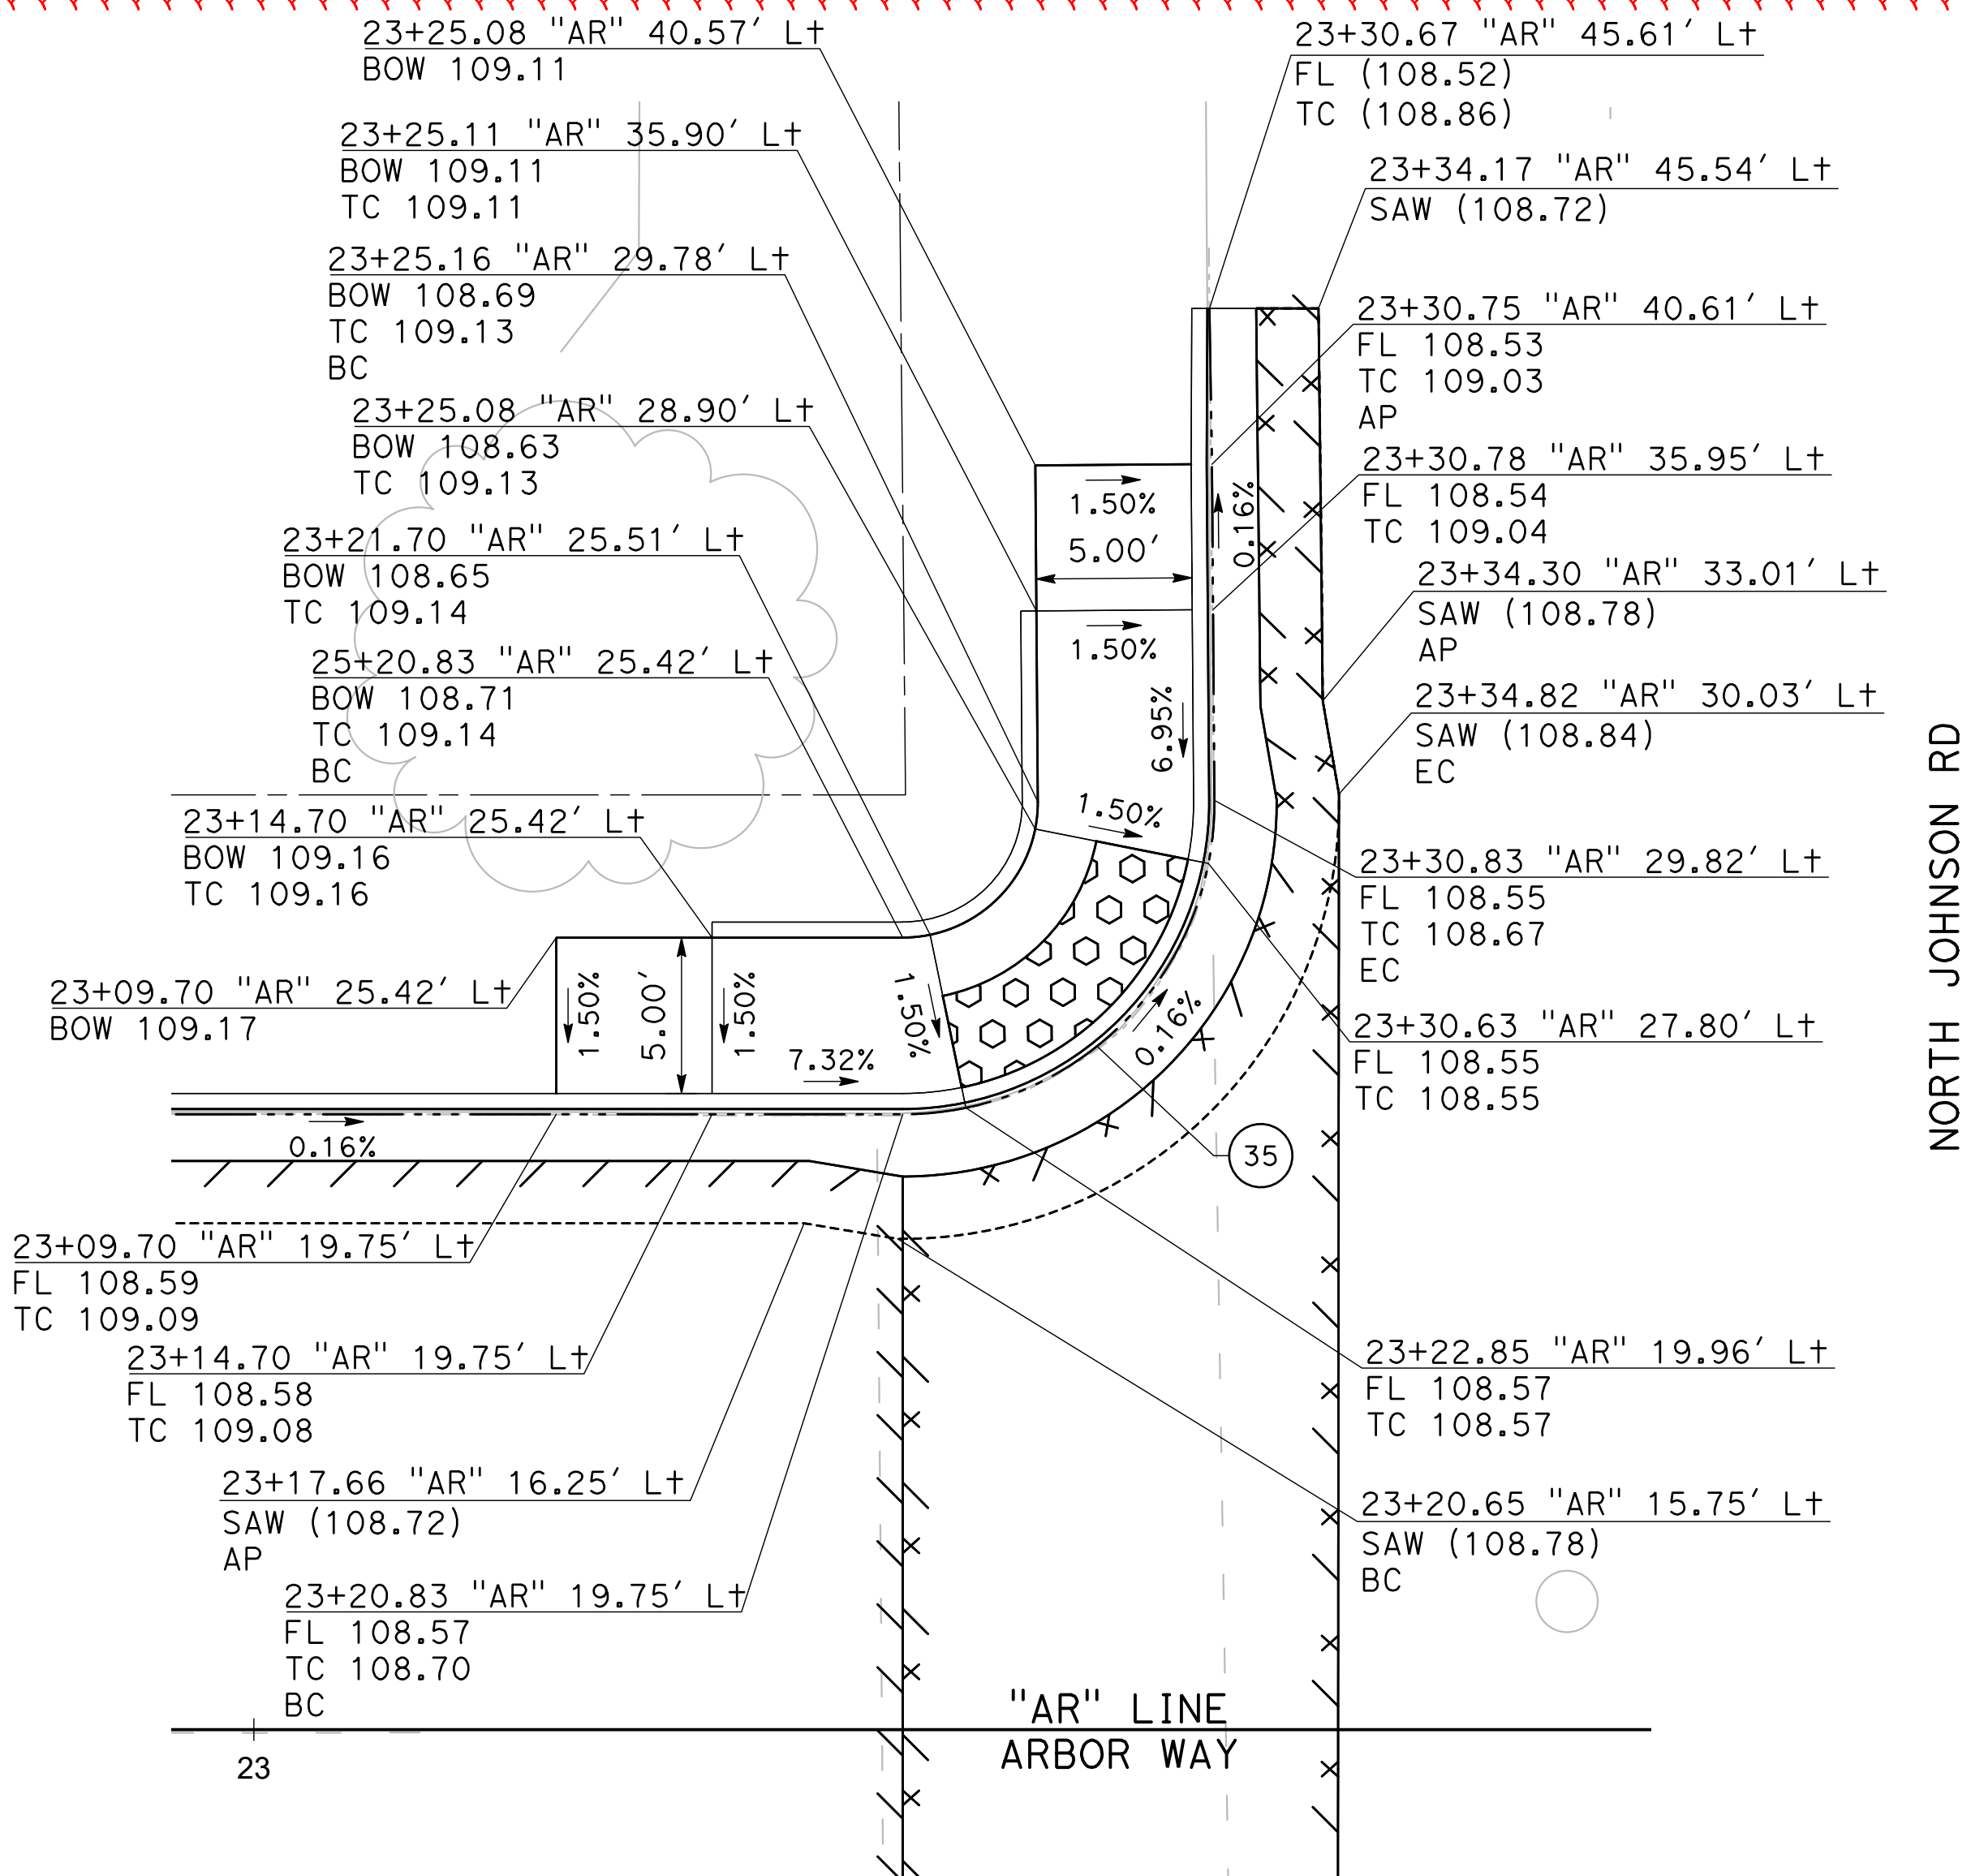 23+25.08 "AR" 40.57' Lt
BOW 109.11
23+25.11 "AR" 35.90' Lt
BOW 109.11
TC 109.11
23+25.16 "AR" 29.78' Lt
BOW 108.69
TC 109.13
BC
23+25.08 "AR" 28.90' Lt
BOW 108.63
TC 109.13
23+21.70 "AR" 25.51' Lt
BOW 108.65
TC 109.14
25+20.83 "AR" 25.42' Lt
BOW 108.71
TC 109.14
BC
23+14.70 "AR" 25.42' Lt
BOW 109.16
TC 109.16
23+09.70 "AR" 25.42' Lt
BOW 109.17
23+30.67 "AR" 45.61' Lt
FL (108.52)
TC (108.86)
23+34.17 "AR" 45.54' Lt
SAW (108.72)
23+30.75 "AR" 40.61' Lt
FL 108.53
TC 109.03
AP
23+30.78 "AR" 35.95' Lt
FL 108.54
TC 109.04
23+34.30 "AR" 33.01' Lt
SAW (108.78)
AP
23+34.82 "AR" 30.03' Lt
SAW (108.84)
EC
23+30.83 "AR" 29.82' Lt
FL 108.55
TC 108.67
EC
23+30.63 "AR" 27.80' Lt
FL 108.55
TC 108.55
1.50%
5.00'
0.16%
1.50%
6.95%
1.50%
1.50%
5.00'
1.50%
7.32%
1.50%
0.16%
0.16%
35
NORTH JOHNSON RD
23+09.70 "AR" 19.75' Lt
FL 108.59
TC 109.09
23+14.70 "AR" 19.75' Lt
FL 108.58
TC 109.08
23+17.66 "AR" 16.25' Lt
SAW (108.72)
AP
23+20.83 "AR" 19.75' Lt
FL 108.57
TC 108.70
BC
23+22.85 "AR" 19.96' Lt
FL 108.57
TC 108.57
23+20.65 "AR" 15.75' Lt
SAW (108.78)
BC
"AR" LINE
ARBOR WAY
23